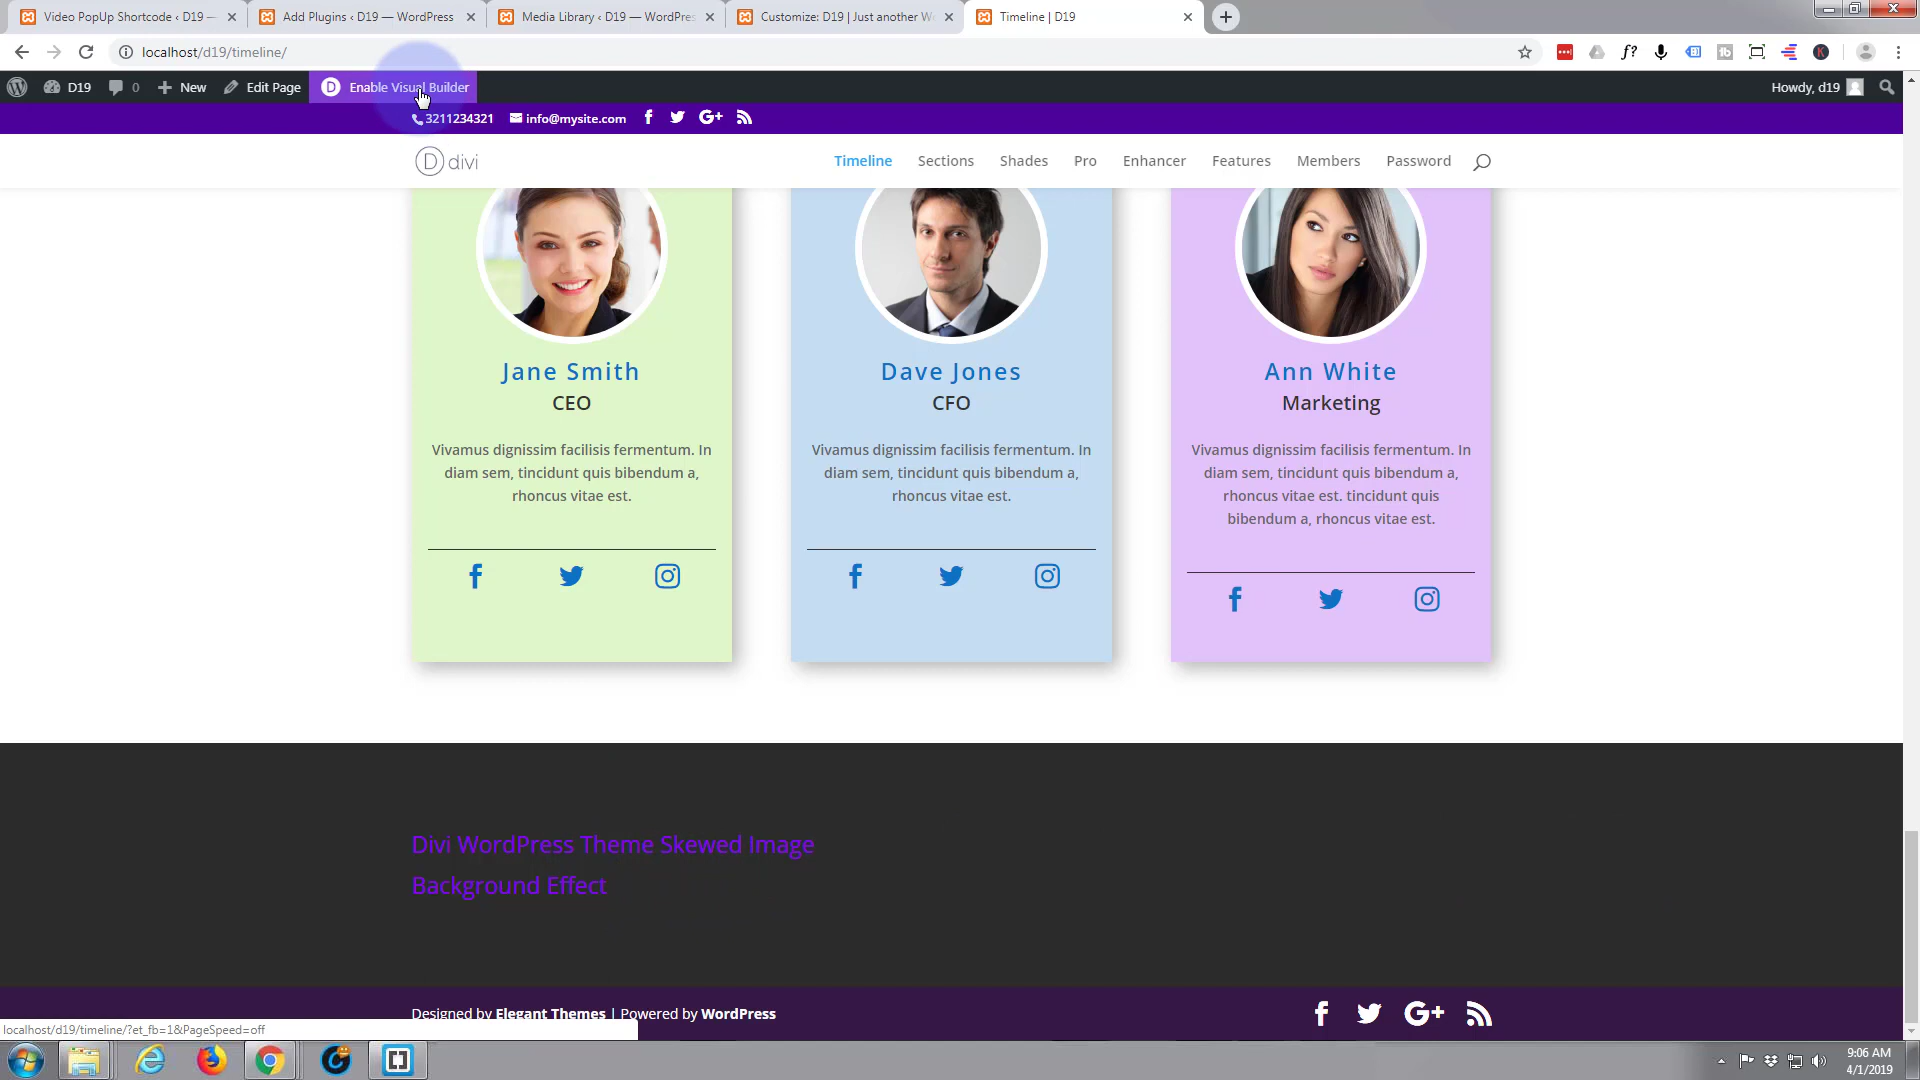 Video PopUp Shortcode ‹ D19 —
Add Plugins ‹ D19 — WordPress
Media Library ‹ D19 — WordPres
Customize: D19 | Just another W
Timeline | D19
localhost/d19/timeline/
f?
D19
0
New
Edit Page
D
Enable Visual Builder
Howdy, d19
3211234321
info@mysite.com
D divi
Timeline
Sections
Shades
Pro
Enhancer
Features
Members
Password
Jane Smith
CEO
Vivamus dignissim facilisis fermentum. In
diam sem, tincidunt quis bibendum a,
rhoncus vitae est.
Dave Jones
CFO
Vivamus dignissim facilisis fermentum. In
diam sem, tincidunt quis bibendum a,
rhoncus vitae est.
Ann White
Marketing
Vivamus dignissim facilisis fermentum. In
diam sem, tincidunt quis bibendum a,
rhoncus vitae est. tincidunt quis
bibendum a, rhoncus vitae est.
Divi WordPress Theme Skewed Image
Background Effect
Designed by Elegant Themes | Powered by WordPress
localhost/d19/timeline/?et_fb=1&PageSpeed=off
9:06 AM
4/1/2019